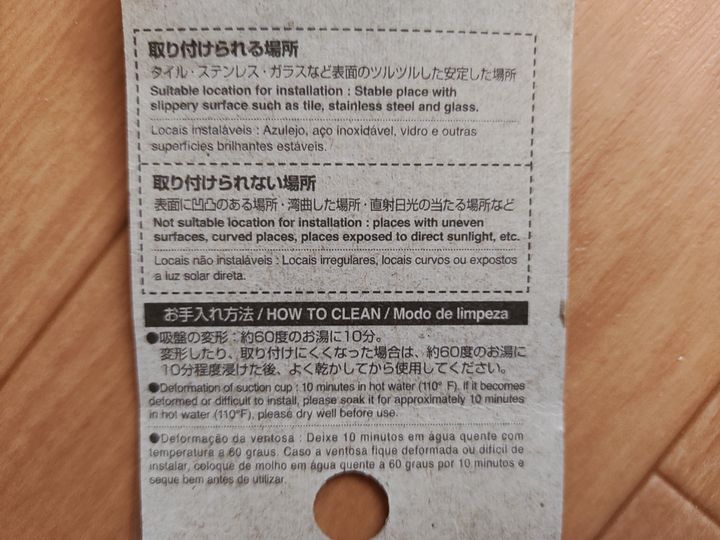 取り付けられる場所
タイル・ステンレス・ガラスなど表面のツルツルした安定した場所
Suitable location for installation : Stable place with
slippery surface such as tile, stainless steel and glass.
Locais instaláveis : Azulejo, aço inoxidável, vidro e outras
superfícies brilhantes estáveis.
取り付けられない場所
表面に凹凸のある場所・湾曲した場所・直射日光の当たる場所など
Not suitable location for installation : places with uneven
surfaces, curved places, places exposed to direct sunlight, etc.
Locais não instaláveis : Locais irregulares, locais curvos ou expostos
a luz solar direta.
お手入れ方法 / HOW TO CLEAN / Modo de limpeza
●吸盤の変形：約60度のお湯に10分。
変形したり、取り付けにくくなった場合は、約60度のお湯に
10分程度浸けた後、よく乾かしてから使用してください。
●Deformation of suction cup : 10 minutes in hot water (110° F). If it becomes
deformed or difficult to install, please soak it for approximately 10 minutes
in hot water (110°F), please dry well before use.
●Deformação da ventosa : Deixe 10 minutos em água quente com
temperatura a 60 graus. Caso a ventosa fique deformada ou difícil de
instalar, coloque de molho em água quente a 60 graus por 10 minutos e
seque bem antes de utilizar.